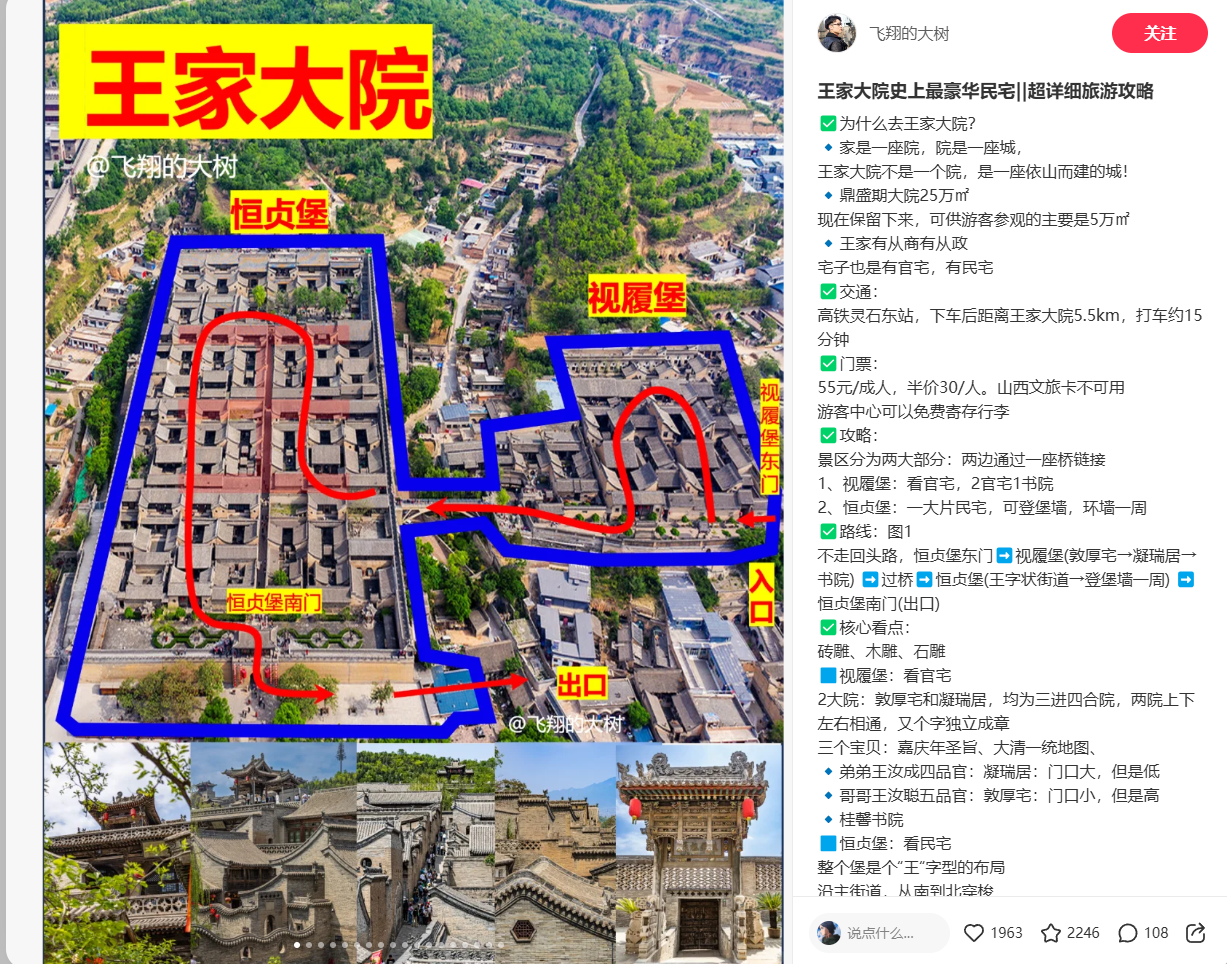 王家大院
@飞翔的大树
恒贞堡
视履堡
视履堡东门
入口
恒贞堡南门
出口
@飞翔的大树
飞翔的大树
关注
王家大院史上最豪华民宅||超详细旅游攻略
✅为什么去王家大院？
🔹家是一座院，院是一座城，
王家大院不是一个院，是一座依山而建的城！
🔹鼎盛期大院25万㎡
现在保留下来，可供游客参观的主要是5万㎡
🔹王家有从商有从政
宅子也是有官宅，有民宅
✅交通：
高铁灵石东站，下车后距离王家大院5.5km，打车约15
分钟
✅门票：
55元/成人，半价30/人。山西文旅卡不可用
游客中心可以免费寄存行李
✅攻略：
景区分为两大部分：两边通过一座桥链接
1、视履堡：看官宅，2官宅1书院
2、恒贞堡：一大片民宅，可登堡墙，环墙一周
✅路线：图1
不走回头路，恒贞堡东门➡️视履堡(敦厚宅→凝瑞居→
书院) ➡️过桥➡️恒贞堡(王字状街道→登堡墙一周) ➡️
恒贞堡南门(出口)
✅核心看点：
砖雕、木雕、石雕
🟦视履堡：看官宅
2大院：敦厚宅和凝瑞居，均为三进四合院，两院上下
左右相通，又个字独立成章
三个宝贝：嘉庆年圣旨、大清一统地图、
🔹弟弟王汝成四品官：凝瑞居：门口大，但是低
🔹哥哥王汝聪五品官：敦厚宅：门口小，但是高
🔹桂馨书院
🟦恒贞堡：看民宅
整个堡是个“王”字型的布局
沿主街道，从南到北穿梭
说点什么...
1963
2246
108